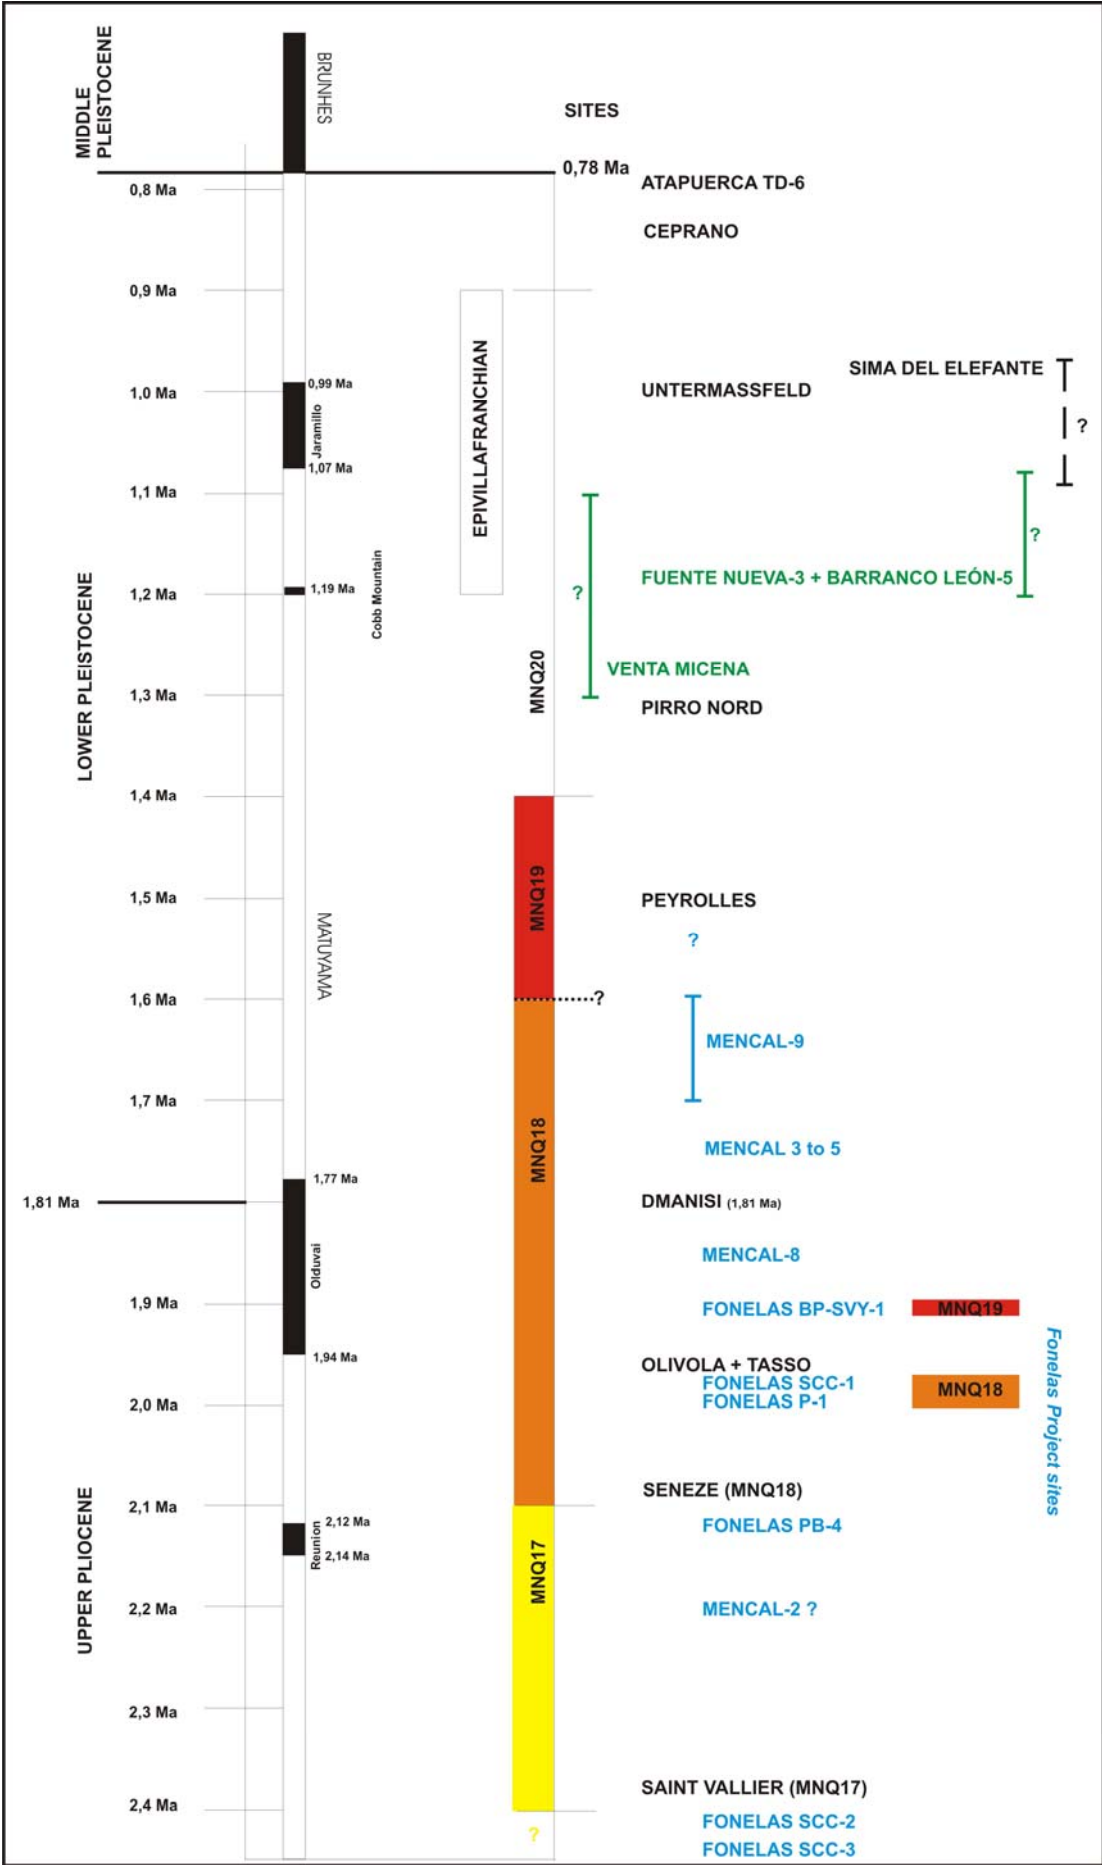 MIDDLE
PLEISTOCENE
BRUNHES
SITES
0,78 Ma
ATAPUERCA TD-6
0,8 Ma
CEPRANO
0,9 Ma
EPIVILLAFRANCHIAN
SIMA DEL ELEFANTE
0,99 Ma
1,0 Ma
UNTERMASSFELD
Jaramillo
?
1,07 Ma
1,1 Ma
?
FUENTE NUEVA-3 + BARRANCO LEÓN-5
1,19 Ma
1,2 Ma
Cobb Mountain
?
LOWER PLEISTOCENE
MNQ20
VENTA MICENA
1,3 Ma
PIRRO NORD
1,4 Ma
MNQ19
1,5 Ma
PEYROLLES
MATUYAMA
?
1,6 Ma
?
MENCAL-9
1,7 Ma
MNQ18
MENCAL 3 to 5
1,77 Ma
1,81 Ma
DMANISI (1,81 Ma)
Olduvai
MENCAL-8
1,9 Ma
FONELAS BP-SVY-1
MNQ19
1,94 Ma
OLIVOLA + TASSO
FONELAS SCC-1
MNQ18
2,0 Ma
FONELAS P-1
Fonelas Project sites
SENEZE (MNQ18)
2,1 Ma
2,12 Ma
FONELAS PB-4
Reunion
2,14 Ma
UPPER PLIOCENE
MNQ17
2,2 Ma
MENCAL-2 ?
2,3 Ma
SAINT VALLIER (MNQ17)
2,4 Ma
FONELAS SCC-2
?
FONELAS SCC-3